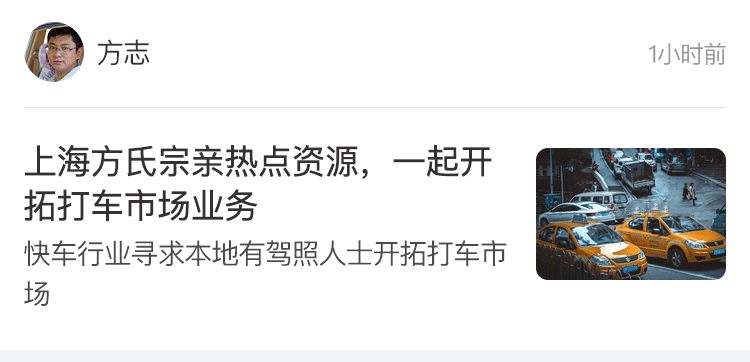 方志
1小时前
上海方氏宗亲热点资源，一起开
拓打车市场业务
快车行业寻求本地有驾照人士开拓打车市
场